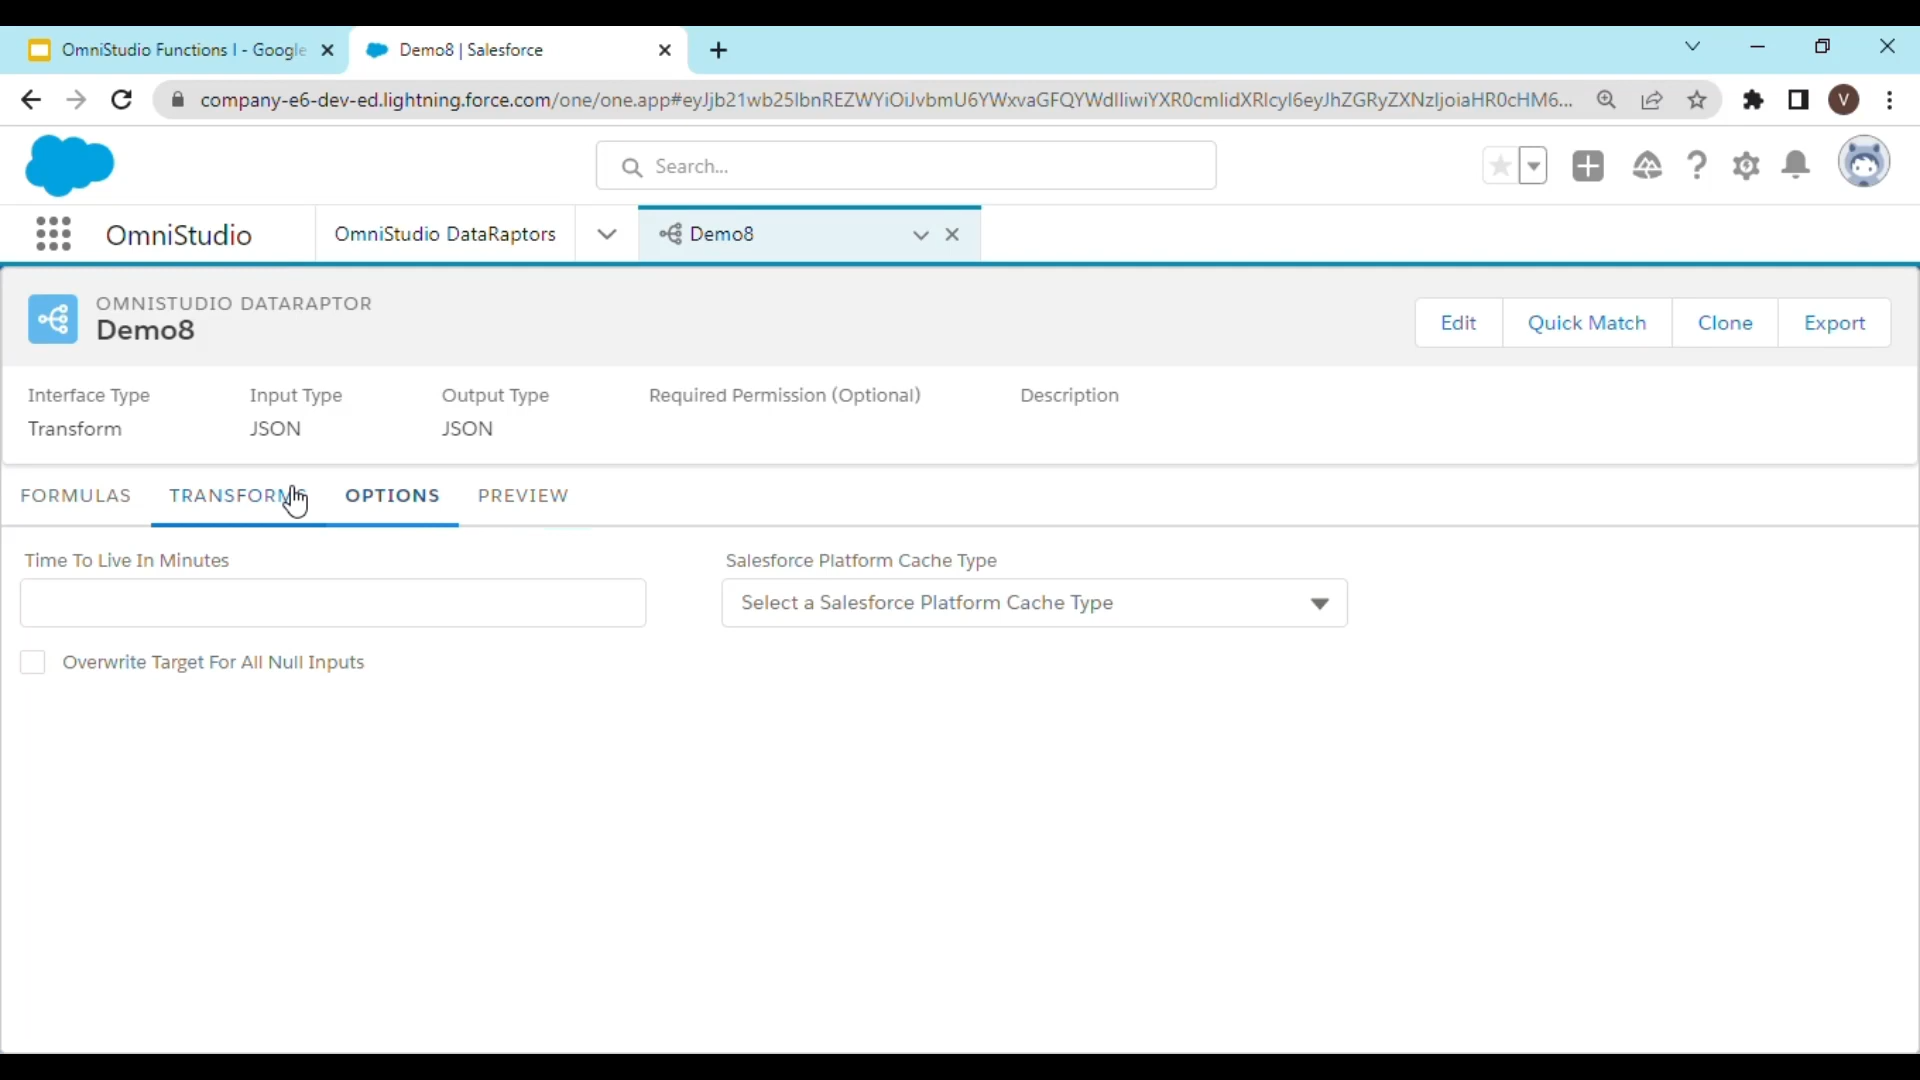 OmniStudio Functions I - Google
Demo8 | Salesforce
company-e6-dev-ed.lightning.force.com/one/one.app#eyJjb21wb25lbnREZWYiOiJvbmU6YWxvaGFQYWdlIiwiYXR0cmlidXRlcyI6eyJhZGRyZXNzIjoiaHR0cHM6...
V
Search...
OmniStudio
OmniStudio DataRaptors
Demo8
OMNISTUDIO DATARAPTOR
Demo8
Edit
Quick Match
Clone
Export
Interface Type
Input Type
Output Type
Required Permission (Optional)
Description
Transform
JSON
JSON
FORMULAS
TRANSFORMS
OPTIONS
PREVIEW
Time To Live In Minutes
Salesforce Platform Cache Type
Select a Salesforce Platform Cache Type
Overwrite Target For All Null Inputs